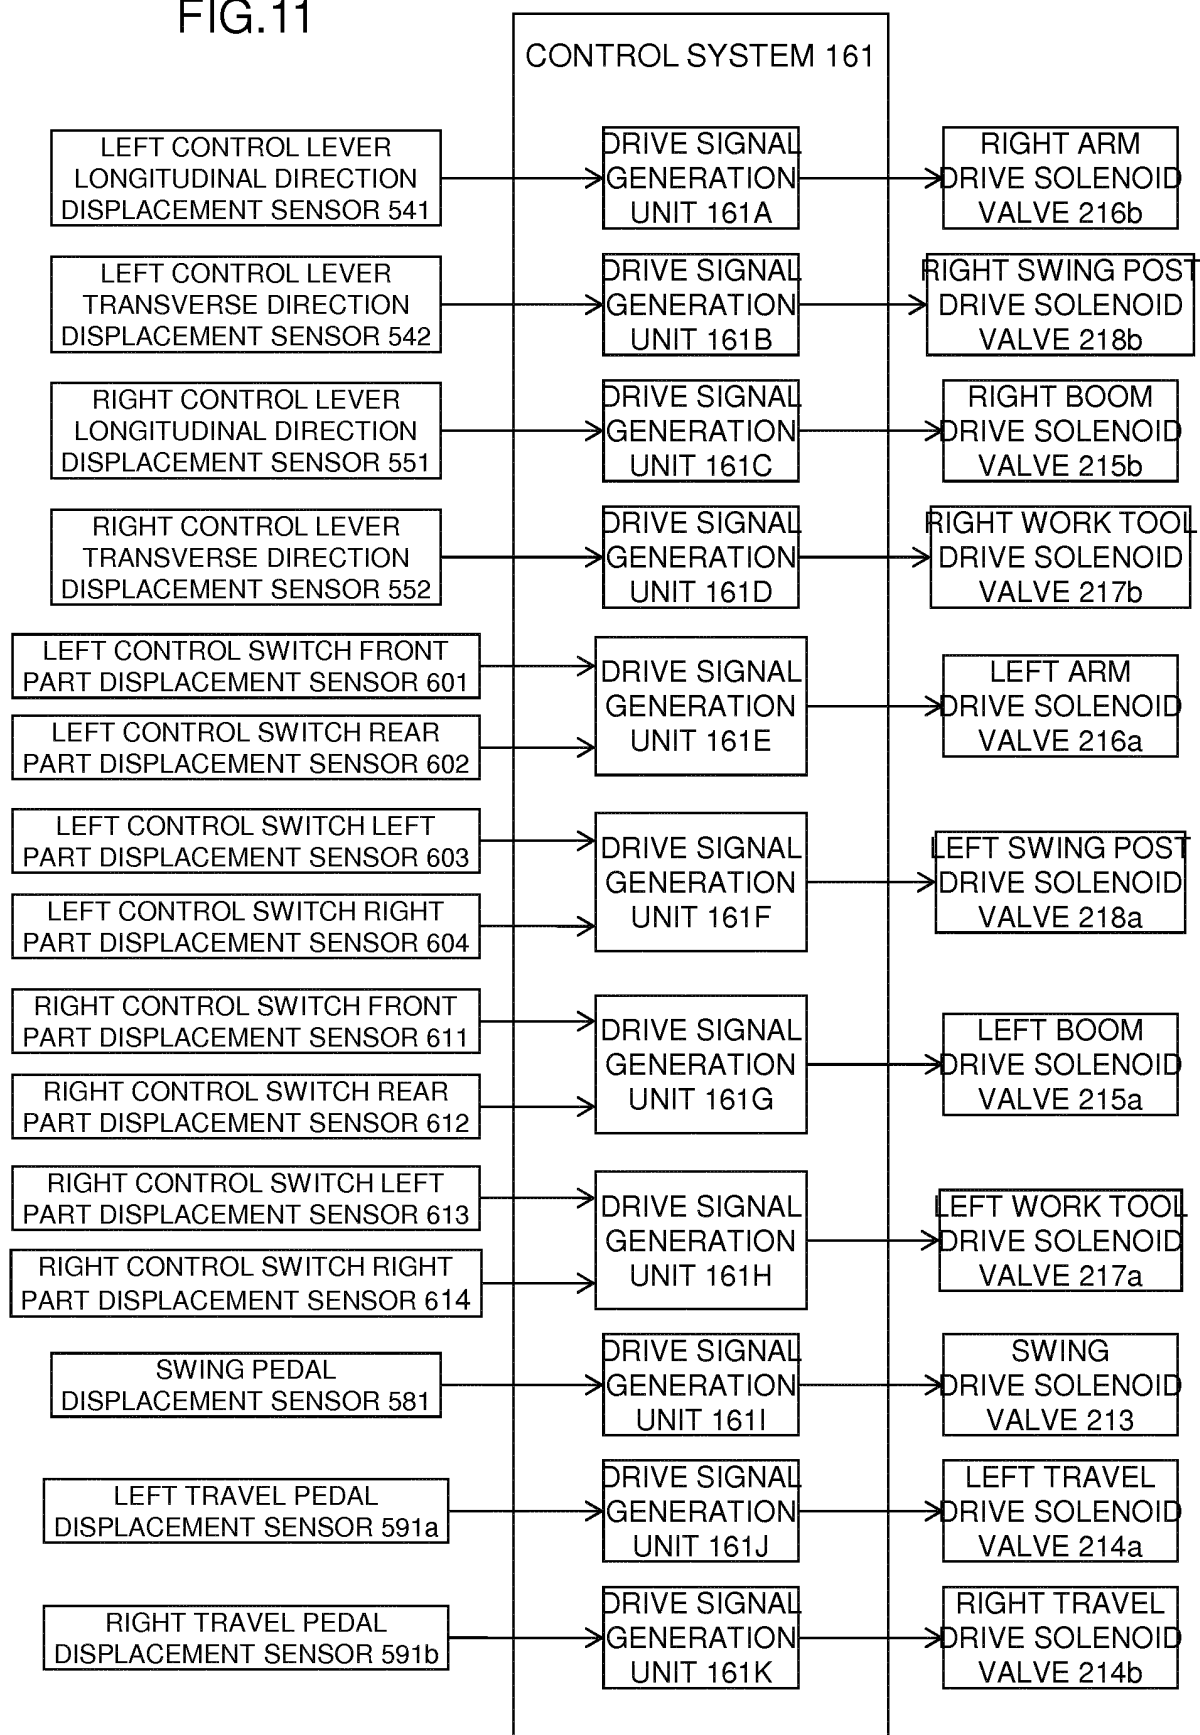 FIG.11
CONTROL SYSTEM 161
LEFT CONTROL LEVER
LONGITUDINAL DIRECTION
DISPLACEMENT SENSOR 541
DRIVE SIGNAL
GENERATION
UNIT 161A
RIGHT ARM
DRIVE SOLENOID
VALVE 216b
LEFT CONTROL LEVER
TRANSVERSE DIRECTION
DISPLACEMENT SENSOR 542
DRIVE SIGNAL
GENERATION
UNIT 161B
RIGHT SWING POST
DRIVE SOLENOID
VALVE 218b
RIGHT CONTROL LEVER
LONGITUDINAL DIRECTION
DISPLACEMENT SENSOR 551
DRIVE SIGNAL
GENERATION
UNIT 161C
RIGHT BOOM
DRIVE SOLENOID
VALVE 215b
RIGHT CONTROL LEVER
TRANSVERSE DIRECTION
DISPLACEMENT SENSOR 552
DRIVE SIGNAL
GENERATION
UNIT 161D
RIGHT WORK TOOL
DRIVE SOLENOID
VALVE 217b
LEFT CONTROL SWITCH FRONT
PART DISPLACEMENT SENSOR 601
LEFT CONTROL SWITCH REAR
PART DISPLACEMENT SENSOR 602
DRIVE SIGNAL
GENERATION
UNIT 161E
LEFT ARM
DRIVE SOLENOID
VALVE 216a
LEFT CONTROL SWITCH LEFT
PART DISPLACEMENT SENSOR 603
LEFT CONTROL SWITCH RIGHT
PART DISPLACEMENT SENSOR 604
DRIVE SIGNAL
GENERATION
UNIT 161F
LEFT SWING POST
DRIVE SOLENOID
VALVE 218a
RIGHT CONTROL SWITCH FRONT
PART DISPLACEMENT SENSOR 611
RIGHT CONTROL SWITCH REAR
PART DISPLACEMENT SENSOR 612
DRIVE SIGNAL
GENERATION
UNIT 161G
LEFT BOOM
DRIVE SOLENOID
VALVE 215a
RIGHT CONTROL SWITCH LEFT
PART DISPLACEMENT SENSOR 613
RIGHT CONTROL SWITCH RIGHT
PART DISPLACEMENT SENSOR 614
DRIVE SIGNAL
GENERATION
UNIT 161H
LEFT WORK TOOL
DRIVE SOLENOID
VALVE 217a
SWING PEDAL
DISPLACEMENT SENSOR 581
DRIVE SIGNAL
GENERATION
UNIT 161I
SWING
DRIVE SOLENOID
VALVE 213
LEFT TRAVEL PEDAL
DISPLACEMENT SENSOR 591a
DRIVE SIGNAL
GENERATION
UNIT 161J
LEFT TRAVEL
DRIVE SOLENOID
VALVE 214a
RIGHT TRAVEL PEDAL
DISPLACEMENT SENSOR 591b
DRIVE SIGNAL
GENERATION
UNIT 161K
RIGHT TRAVEL
DRIVE SOLENOID
VALVE 214b